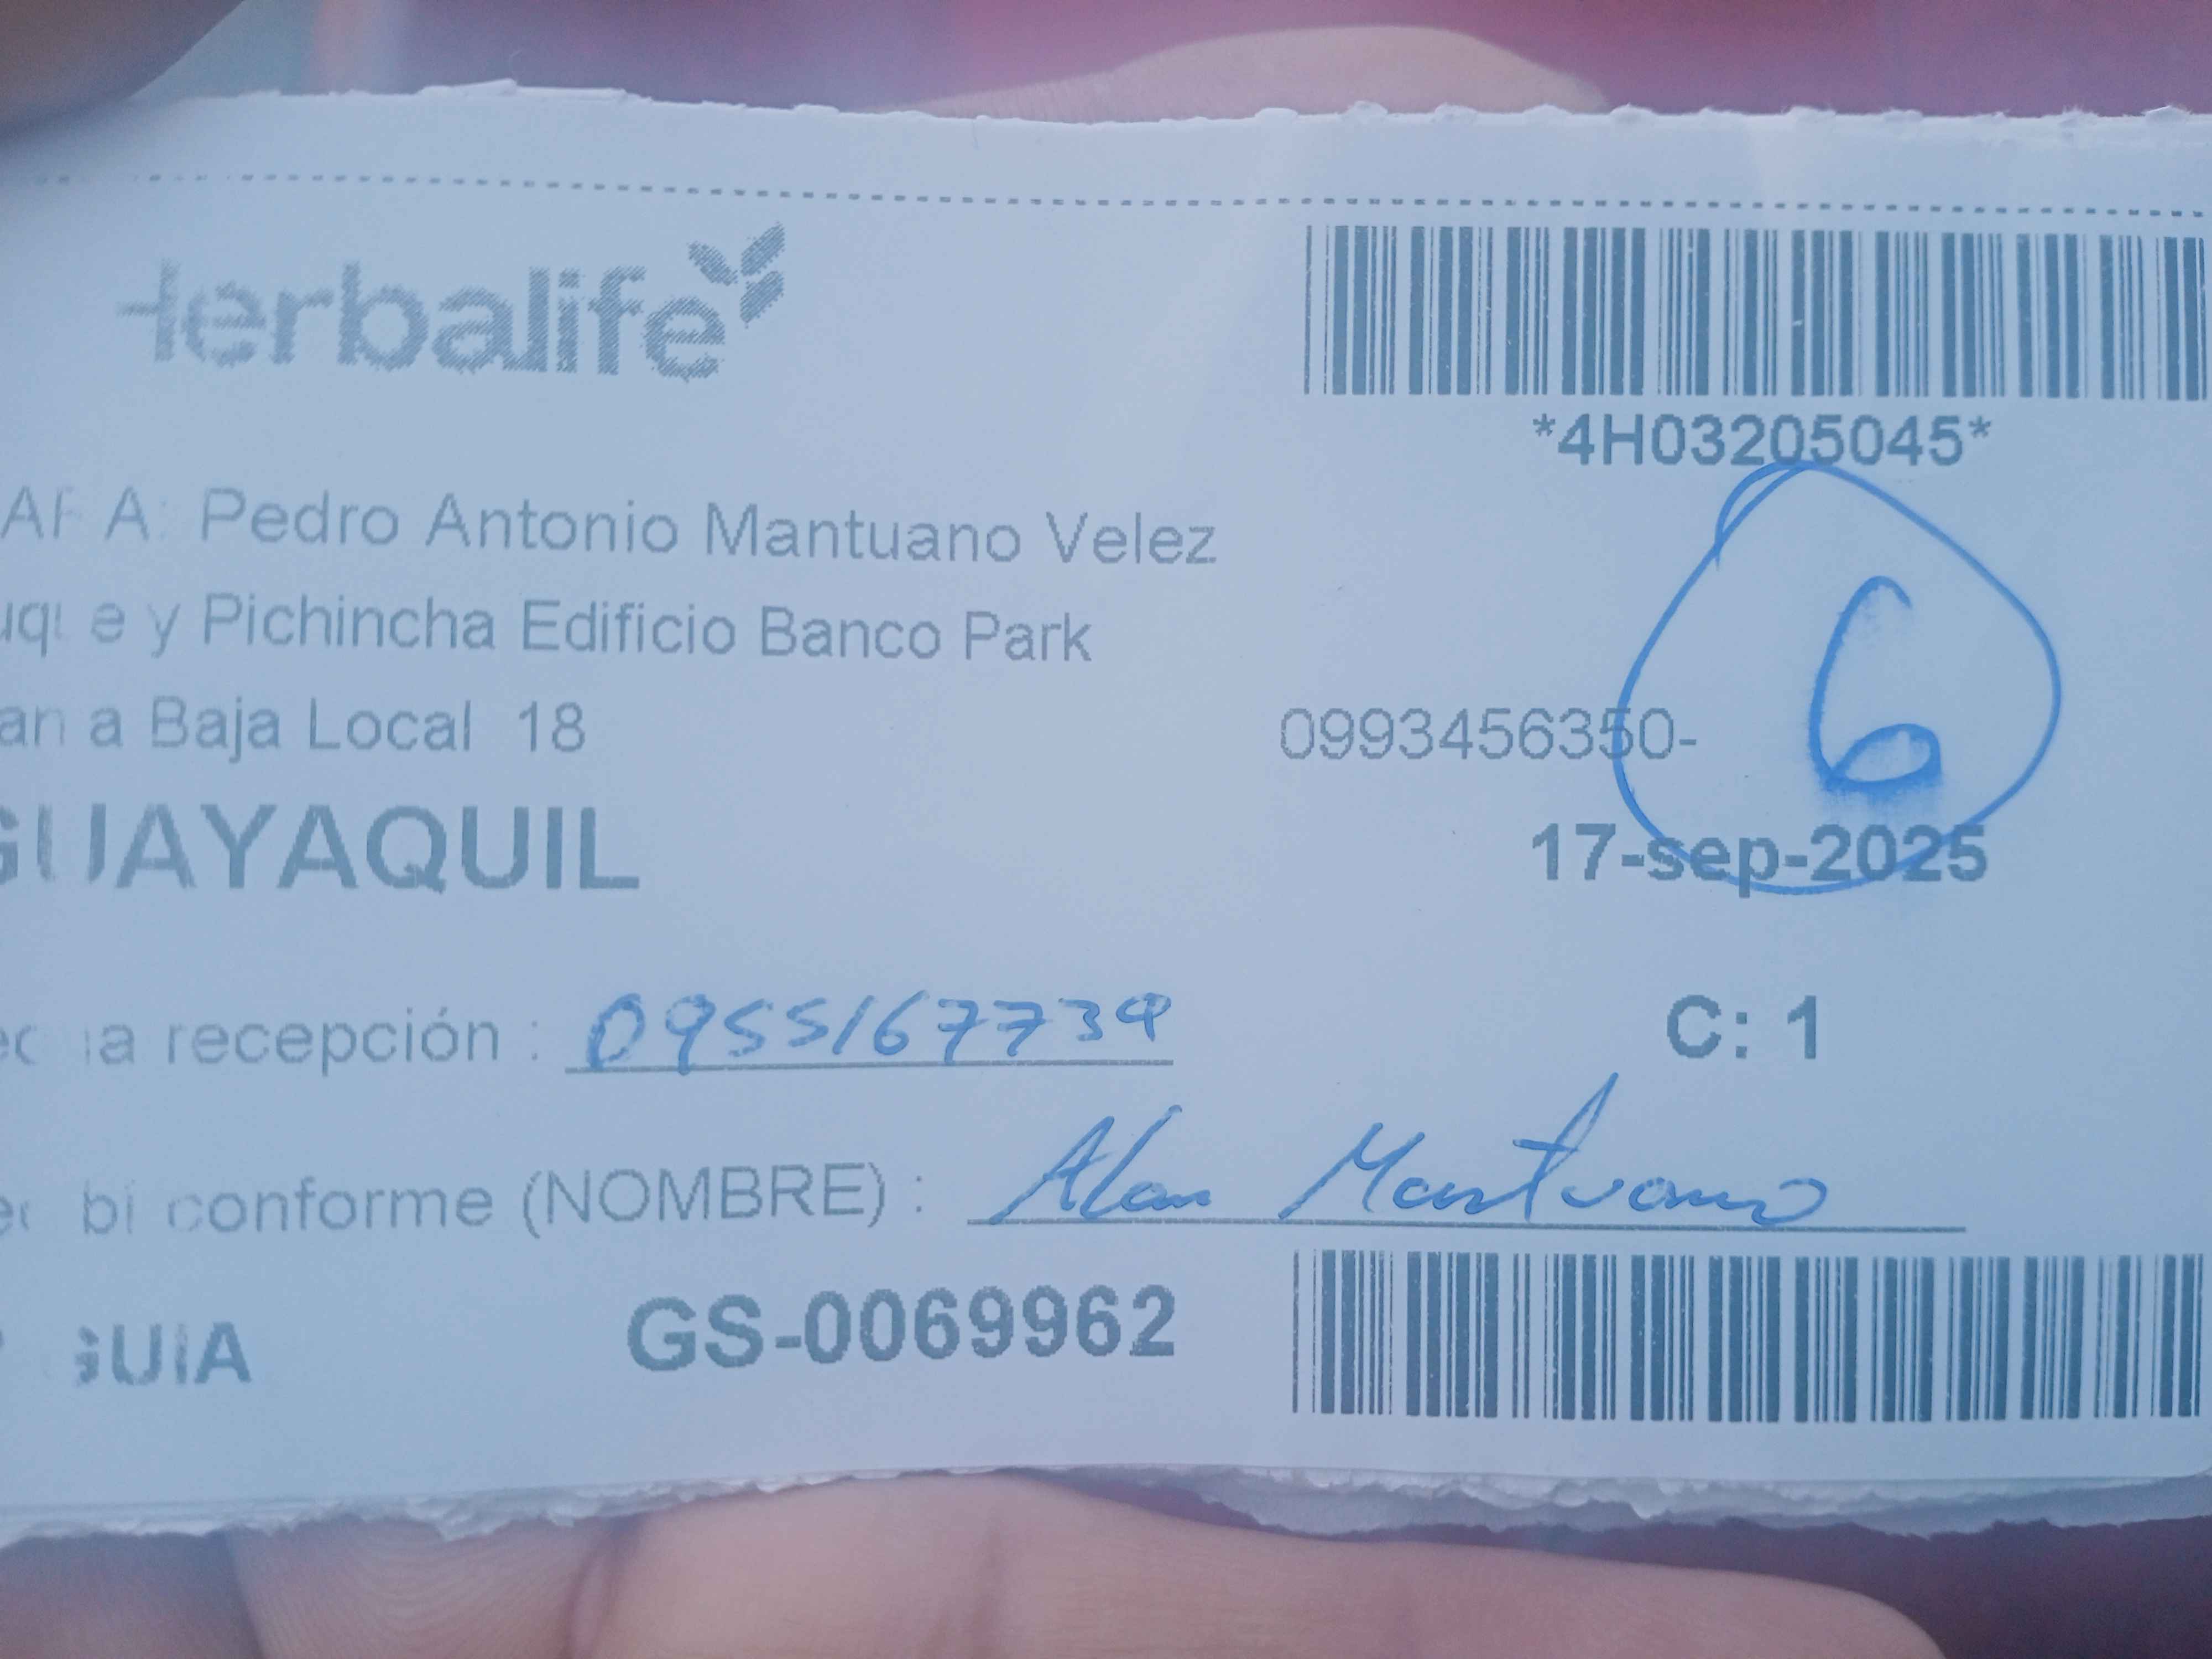 Herbalife
*4H03205045*
A: Pedro Antonio Mantuano Velez
y Pichincha Edificio Banco Park
a Baja Local 18
0993456350-
6
GUAYAQUIL
17-sep-2025
recepción : 0955167739
C: 1
conforme (NOMBRE) : Alan Mantuano
GUIA GS-0069962